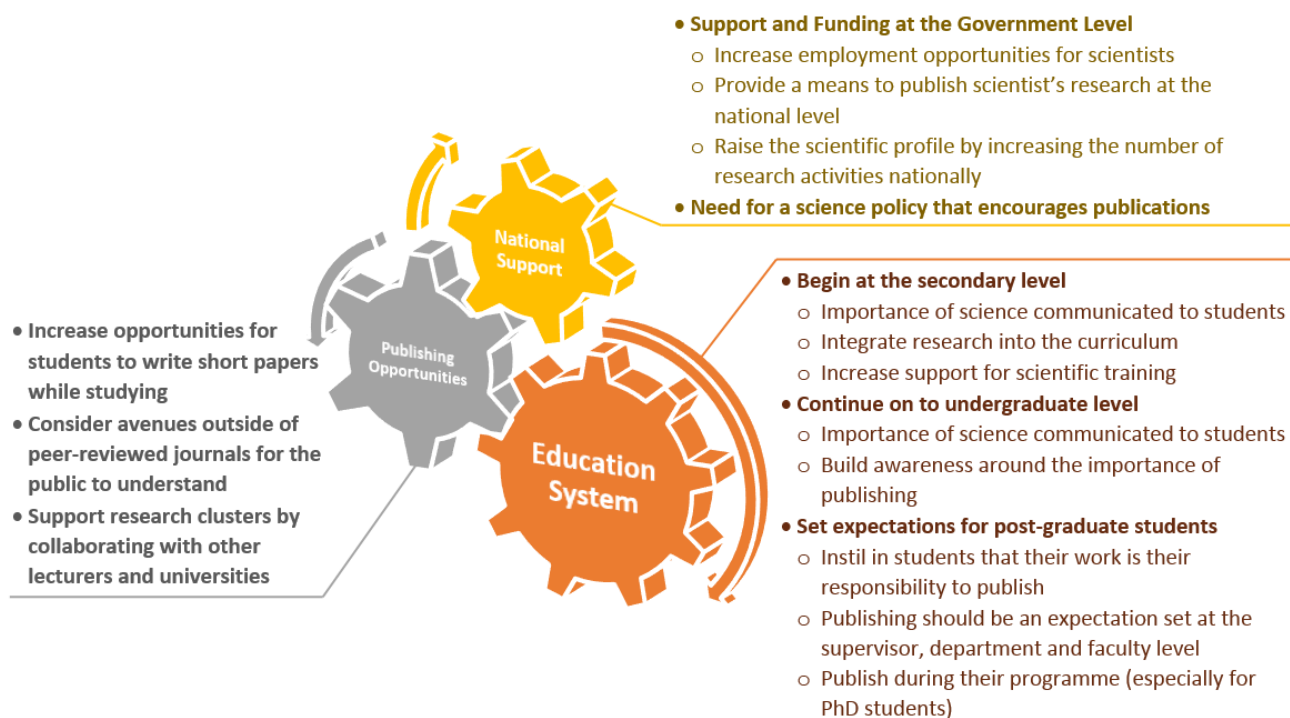 • Support and Funding at the Government Level
o Increase employment opportunities for scientists
o Provide a means to publish scientist’s research at the
national level
o Raise the scientific profile by increasing the number of
research activities nationally
• Need for a science policy that encourages publications
National
Support
Publishing
Opportunities
Education
System
• Increase opportunities for
students to write short papers
while studying
• Consider avenues outside of
peer-reviewed journals for the
public to understand
• Support research clusters by
collaborating with other
lecturers and universities
• Begin at the secondary level
o Importance of science communicated to students
o Integrate research into the curriculum
o Increase support for scientific training
• Continue on to undergraduate level
o Importance of science communicated to students
o Build awareness around the importance of
publishing
• Set expectations for post-graduate students
o Instil in students that their work is their
responsibility to publish
o Publishing should be an expectation set at the
supervisor, department and faculty level
o Publish during their programme (especially for
PhD students)